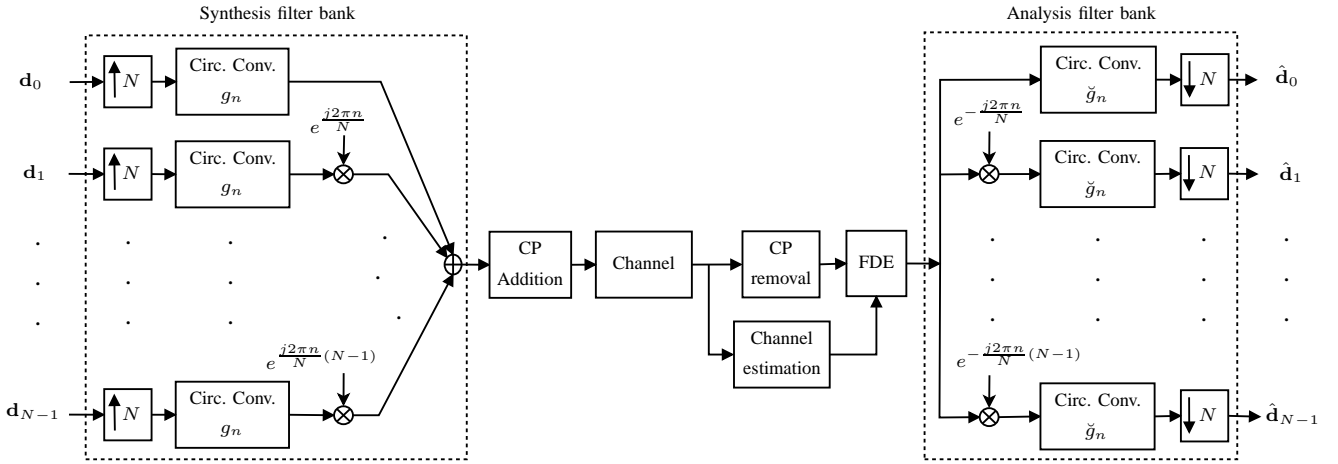 Synthesis filter bank
Analysis filter bank
𝐝₀
N
Circ. Conv.
gₙ
Circ. Conv.
ğₙ
N
𝐝̂₀
e^{j2πn/N}
e^{-j2πn/N}
𝐝₁
N
Circ. Conv.
gₙ
Circ. Conv.
ğₙ
N
𝐝̂₁
CP
Addition
Channel
CP
removal
FDE
Channel
estimation
e^{j2πn/N (N−1)}
e^{-j2πn/N (N−1)}
𝐝_{N−1}
N
Circ. Conv.
gₙ
Circ. Conv.
ğₙ
N
𝐝̂_{N−1}